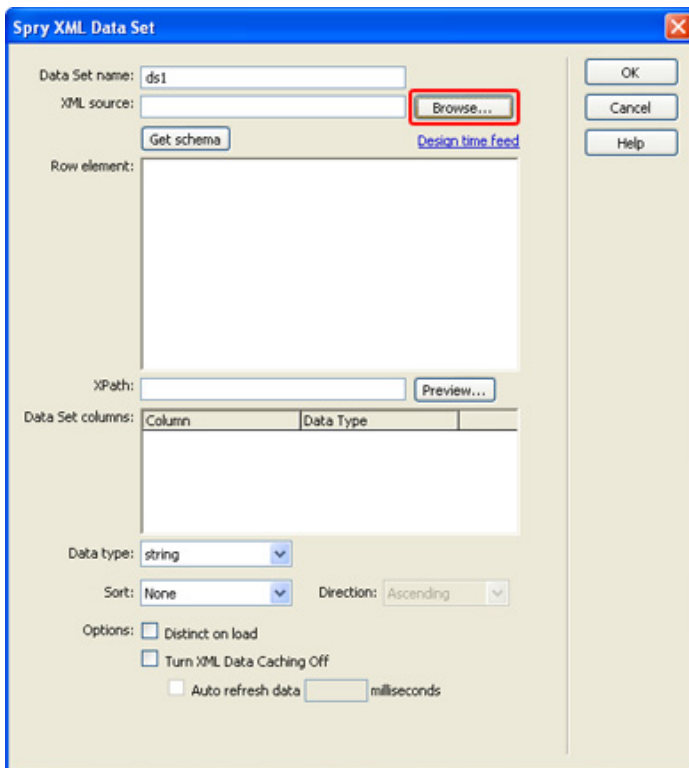 Spry XML Data Set
Data Set name: ds1
OK
XML source:
Browse...
Cancel
Get schema
Design time feed
Help
Row element:
XPath:
Preview...
Data Set columns:
Column
Data Type
Data type: string
Sort: None
Direction: Ascending
Options:
Distinct on load
Turn XML Data Caching Off
Auto refresh data
milliseconds